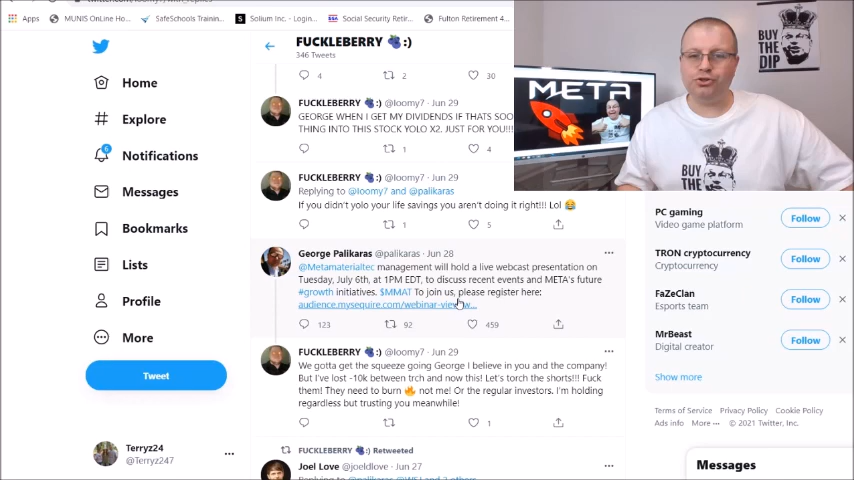 Apps
MUNIS OnLine Ho...
SafeSchools Training...
Solium Inc. - Login...
Social Security Retir...
Fulton Retirement 4...
FUCKLEBERRY 🍇 :)
346 Tweets
4 2 30
FUCKLEBERRY 🍇 :) @loomy7 · Jun 29
GEORGE WHEN I GET MY DIVIDENDS IF THATS SOO
THING INTO THIS STOCK YOLO X2. JUST FOR YOU!!!
1 4
FUCKLEBERRY 🍇 :) @loomy7 · Jun 29
Replying to @loomy7 and @palikaras
If you didn't yolo your life savings you aren't doing it right!!! Lol 😂
1 5
George Palikaras @palikaras · Jun 28
@Metamaterialtec management will hold a live webcast presentation on
Tuesday, July 6th, at 1PM EDT, to discuss recent events and META's future
#growth initiatives. $MMAT To join us, please register here:
audience.mysequire.com/webinar-view...
123 92 459
FUCKLEBERRY 🍇 :) @loomy7 · Jun 29
We gotta get the squeeze going George I believe in you and the company!
But I've lost -10k between trch and now this! Let's torch the shorts!!! Fuck
them! They need to burn 🔥 not me! Or the regular investors. I'm holding
regardless but trusting you meanwhile!
1
FUCKLEBERRY 🍇 :) Retweeted
Joel Love @joeldlove · Jun 27
Replying to @palikaras @WSJ and 2 others
Home
Explore
6
Notifications
Messages
Bookmarks
Lists
Profile
More
Tweet
Terryz24
@Terryz247
META
BUY
THE
DIP
BUY
THE
PC gaming
Video game platform
Follow
TRON cryptocurrency
Cryptocurrency
Follow
FaZeClan
Esports team
Follow
MrBeast
Digital creator
Follow
Show more
Terms of Service Privacy Policy Cookie Policy
Ads info More ··· © 2021 Twitter, Inc.
Messages